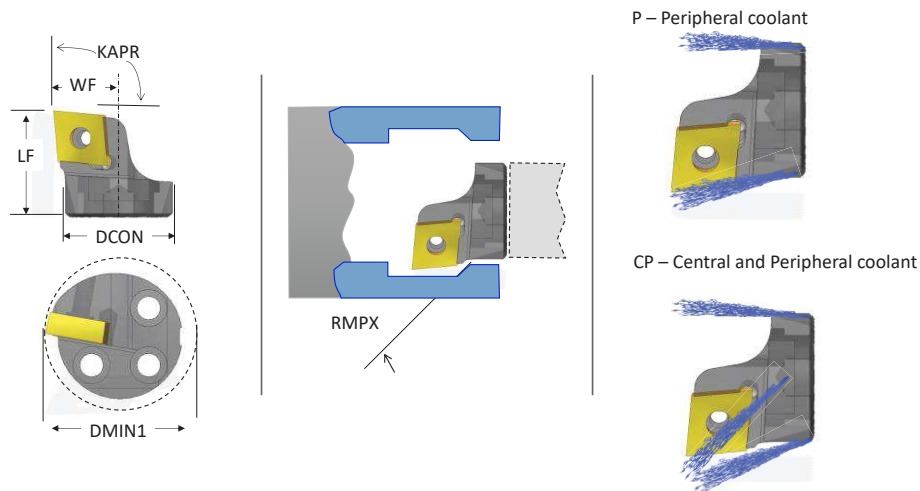 KAPR
WF
LF
DCON
DMIN1
RMPX
P – Peripheral coolant
CP – Central and Peripheral coolant